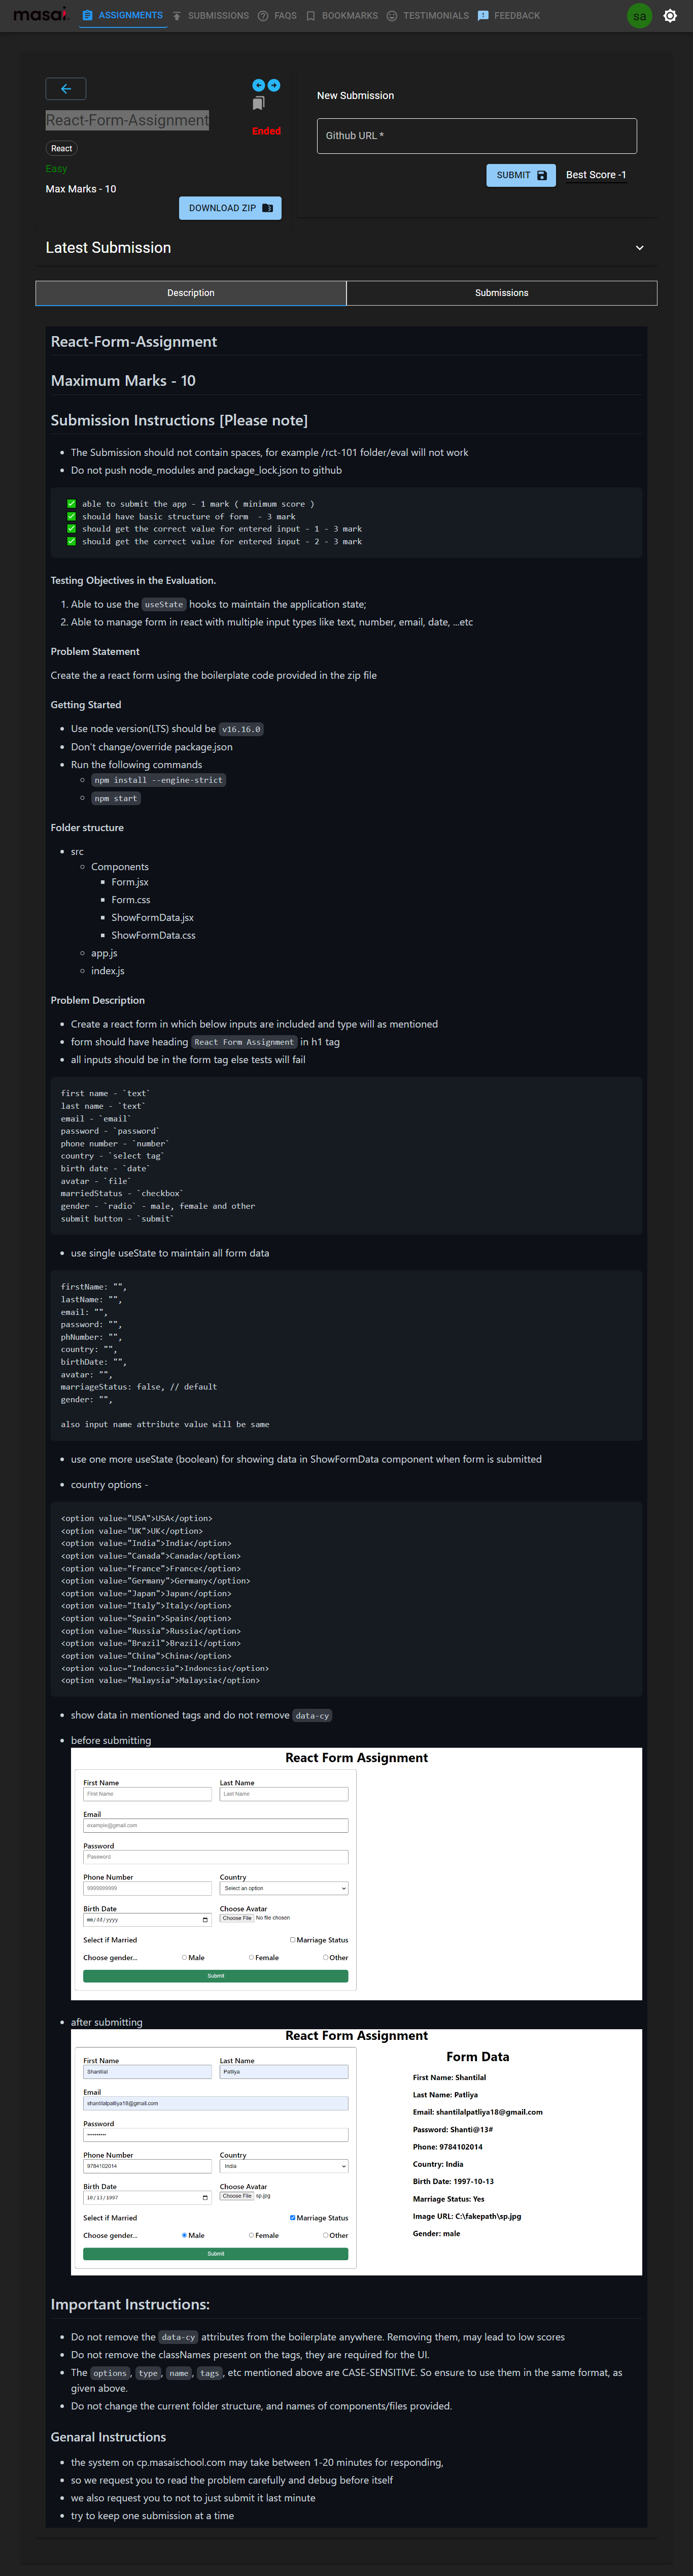 masai.
ASSIGNMENTS
SUBMISSIONS
FAQS
BOOKMARKS
TESTIMONIALS
FEEDBACK
sa
React-Form-Assignment
Ended
React
Easy
Max Marks - 10
DOWNLOAD ZIP
New Submission
Github URL *
SUBMIT
Best Score -1
Latest Submission
Description
Submissions
React-Form-Assignment
Maximum Marks - 10
Submission Instructions [Please note]
• The Submission should not contain spaces, for example /rct-101 folder/eval will not work
• Do not push node_modules and package_lock.json to github
✅ able to submit the app - 1 mark ( minimum score )
✅ should have basic structure of form  - 3 mark
✅ should get the correct value for entered input - 1 - 3 mark
✅ should get the correct value for entered input - 2 - 3 mark
Testing Objectives in the Evaluation.
1. Able to use the useState hooks to maintain the application state;
2. Able to manage form in react with multiple input types like text, number, email, date, ...etc
Problem Statement
Create the a react form using the boilerplate code provided in the zip file
Getting Started
• Use node version(LTS) should be v16.16.0
• Don't change/override package.json
• Run the following commands
◦ npm install --engine-strict
◦ npm start
Folder structure
• src
◦ Components
▪ Form.jsx
▪ Form.css
▪ ShowFormData.jsx
▪ ShowFormData.css
◦ app.js
◦ index.js
Problem Description
• Create a react form in which below inputs are included and type will as mentioned
• form should have heading React Form Assignment in h1 tag
• all inputs should be in the form tag else tests will fail
first name - `text`
last name - `text`
email - `email`
password - `password`
phone number - `number`
country - `select tag`
birth date - `date`
avatar - `file`
marriedStatus - `checkbox`
gender - `radio` - male, female and other
submit button - `submit`
• use single useState to maintain all form data
firstName: "",
lastName: "",
email: "",
password: "",
phNumber: "",
country: "",
birthDate: "",
avatar: "",
marriageStatus: false, // default
gender: "",
also input name attribute value will be same
• use one more useState (boolean) for showing data in ShowFormData component when form is submitted
• country options -
<option value="USA">USA</option>
<option value="UK">UK</option>
<option value="India">India</option>
<option value="Canada">Canada</option>
<option value="France">France</option>
<option value="Germany">Germany</option>
<option value="Japan">Japan</option>
<option value="Italy">Italy</option>
<option value="Spain">Spain</option>
<option value="Russia">Russia</option>
<option value="Brazil">Brazil</option>
<option value="China">China</option>
<option value="Indonesia">Indonesia</option>
<option value="Malaysia">Malaysia</option>
• show data in mentioned tags and do not remove data-cy
• before submitting
React Form Assignment
First Name
Last Name
First Name
Last Name
Email
example@gmail.com
Password
Password
Phone Number
Country
9999999999
Select an option
Birth Date
Choose Avatar
mm/dd/yyyy
Choose File No file chosen
Select if Married
Marriage Status
Choose gender...
Male
Female
Other
Submit
• after submitting
React Form Assignment
First Name
Last Name
Shantilal
Patliya
Email
shantilalpatliya18@gmail.com
Password
Phone Number
Country
9784102014
India
Birth Date
Choose Avatar
10/13/1997
Choose File sp.jpg
Select if Married
Marriage Status
Choose gender...
Male
Female
Other
Submit
Form Data
First Name: Shantilal
Last Name: Patliya
Email: shantilalpatliya18@gmail.com
Password: Shanti@13#
Phone: 9784102014
Country: India
Birth Date: 1997-10-13
Marriage Status: Yes
Image URL: C:\fakepath\sp.jpg
Gender: male
Important Instructions:
• Do not remove the data-cy attributes from the boilerplate anywhere. Removing them, may lead to low scores
• Do not remove the classNames present on the tags, they are required for the UI.
• The options, type, name, tags, etc mentioned above are CASE-SENSITIVE. So ensure to use them in the same format, as
given above.
• Do not change the current folder structure, and names of components/files provided.
Genaral Instructions
• the system on cp.masaischool.com may take between 1-20 minutes for responding,
• so we request you to read the problem carefully and debug before itself
• we also request you to not to just submit it last minute
• try to keep one submission at a time